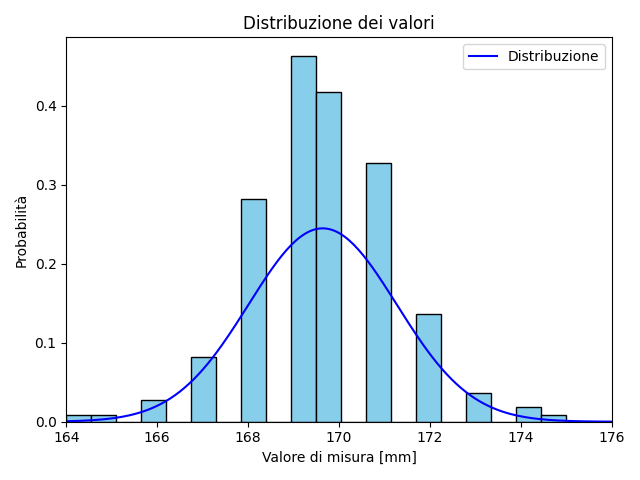 Distribuzione dei valori
Distribuzione
Probabilità
0.4
0.3
0.2
0.1
0.0
164 166 168 170 172 174 176
Valore di misura [mm]